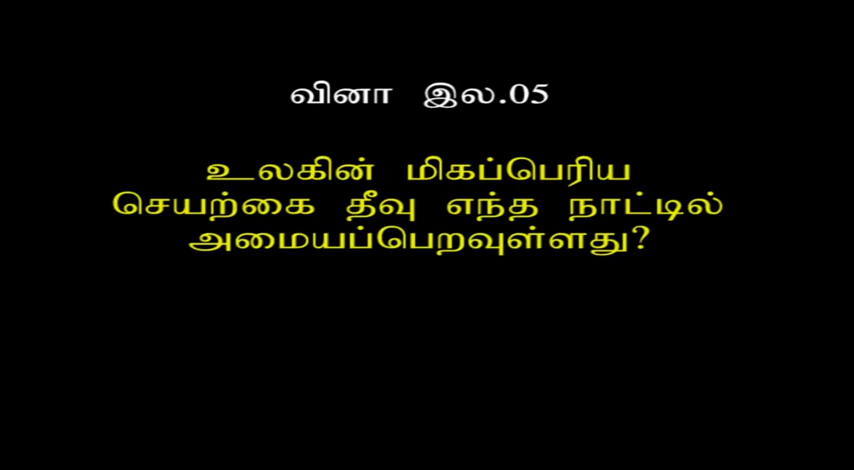 வினா இல.05
உலகின் மிகப்பெரிய
செயற்கை தீவு எந்த நாட்டில்
அமையப்பெறவுள்ளது?